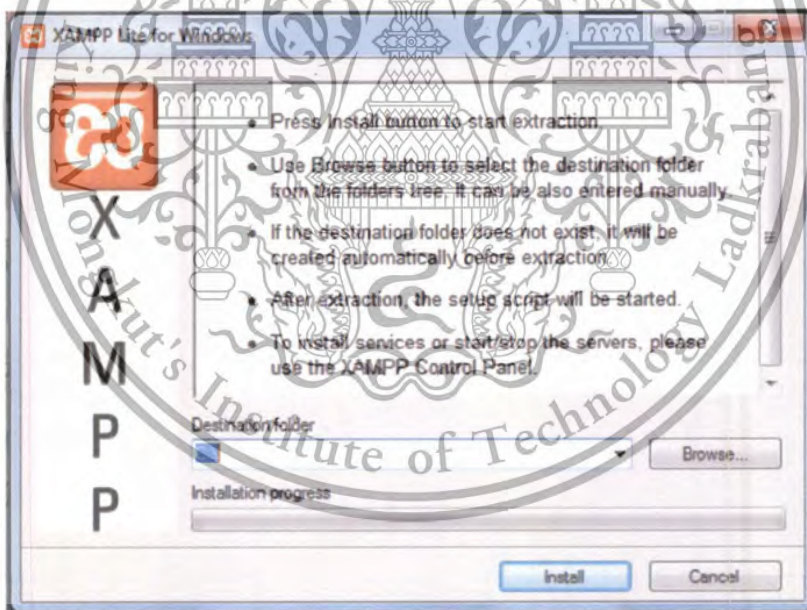 XAMPP Lite for Windows
Press Install button to start extraction
Use Browse button to select the destination folder
from the folders tree. It can be also entered manually.
If the destination folder does not exist, it will be
created automatically before extraction.
After extraction, the setup script will be started.
To install services or start/stop the servers, please
use the XAMPP Control Panel.
X
A
M
P
P
Destination folder
Browse...
Installation progress
Install
Cancel
King Mongkut's Institute of Technology Ladkrabang